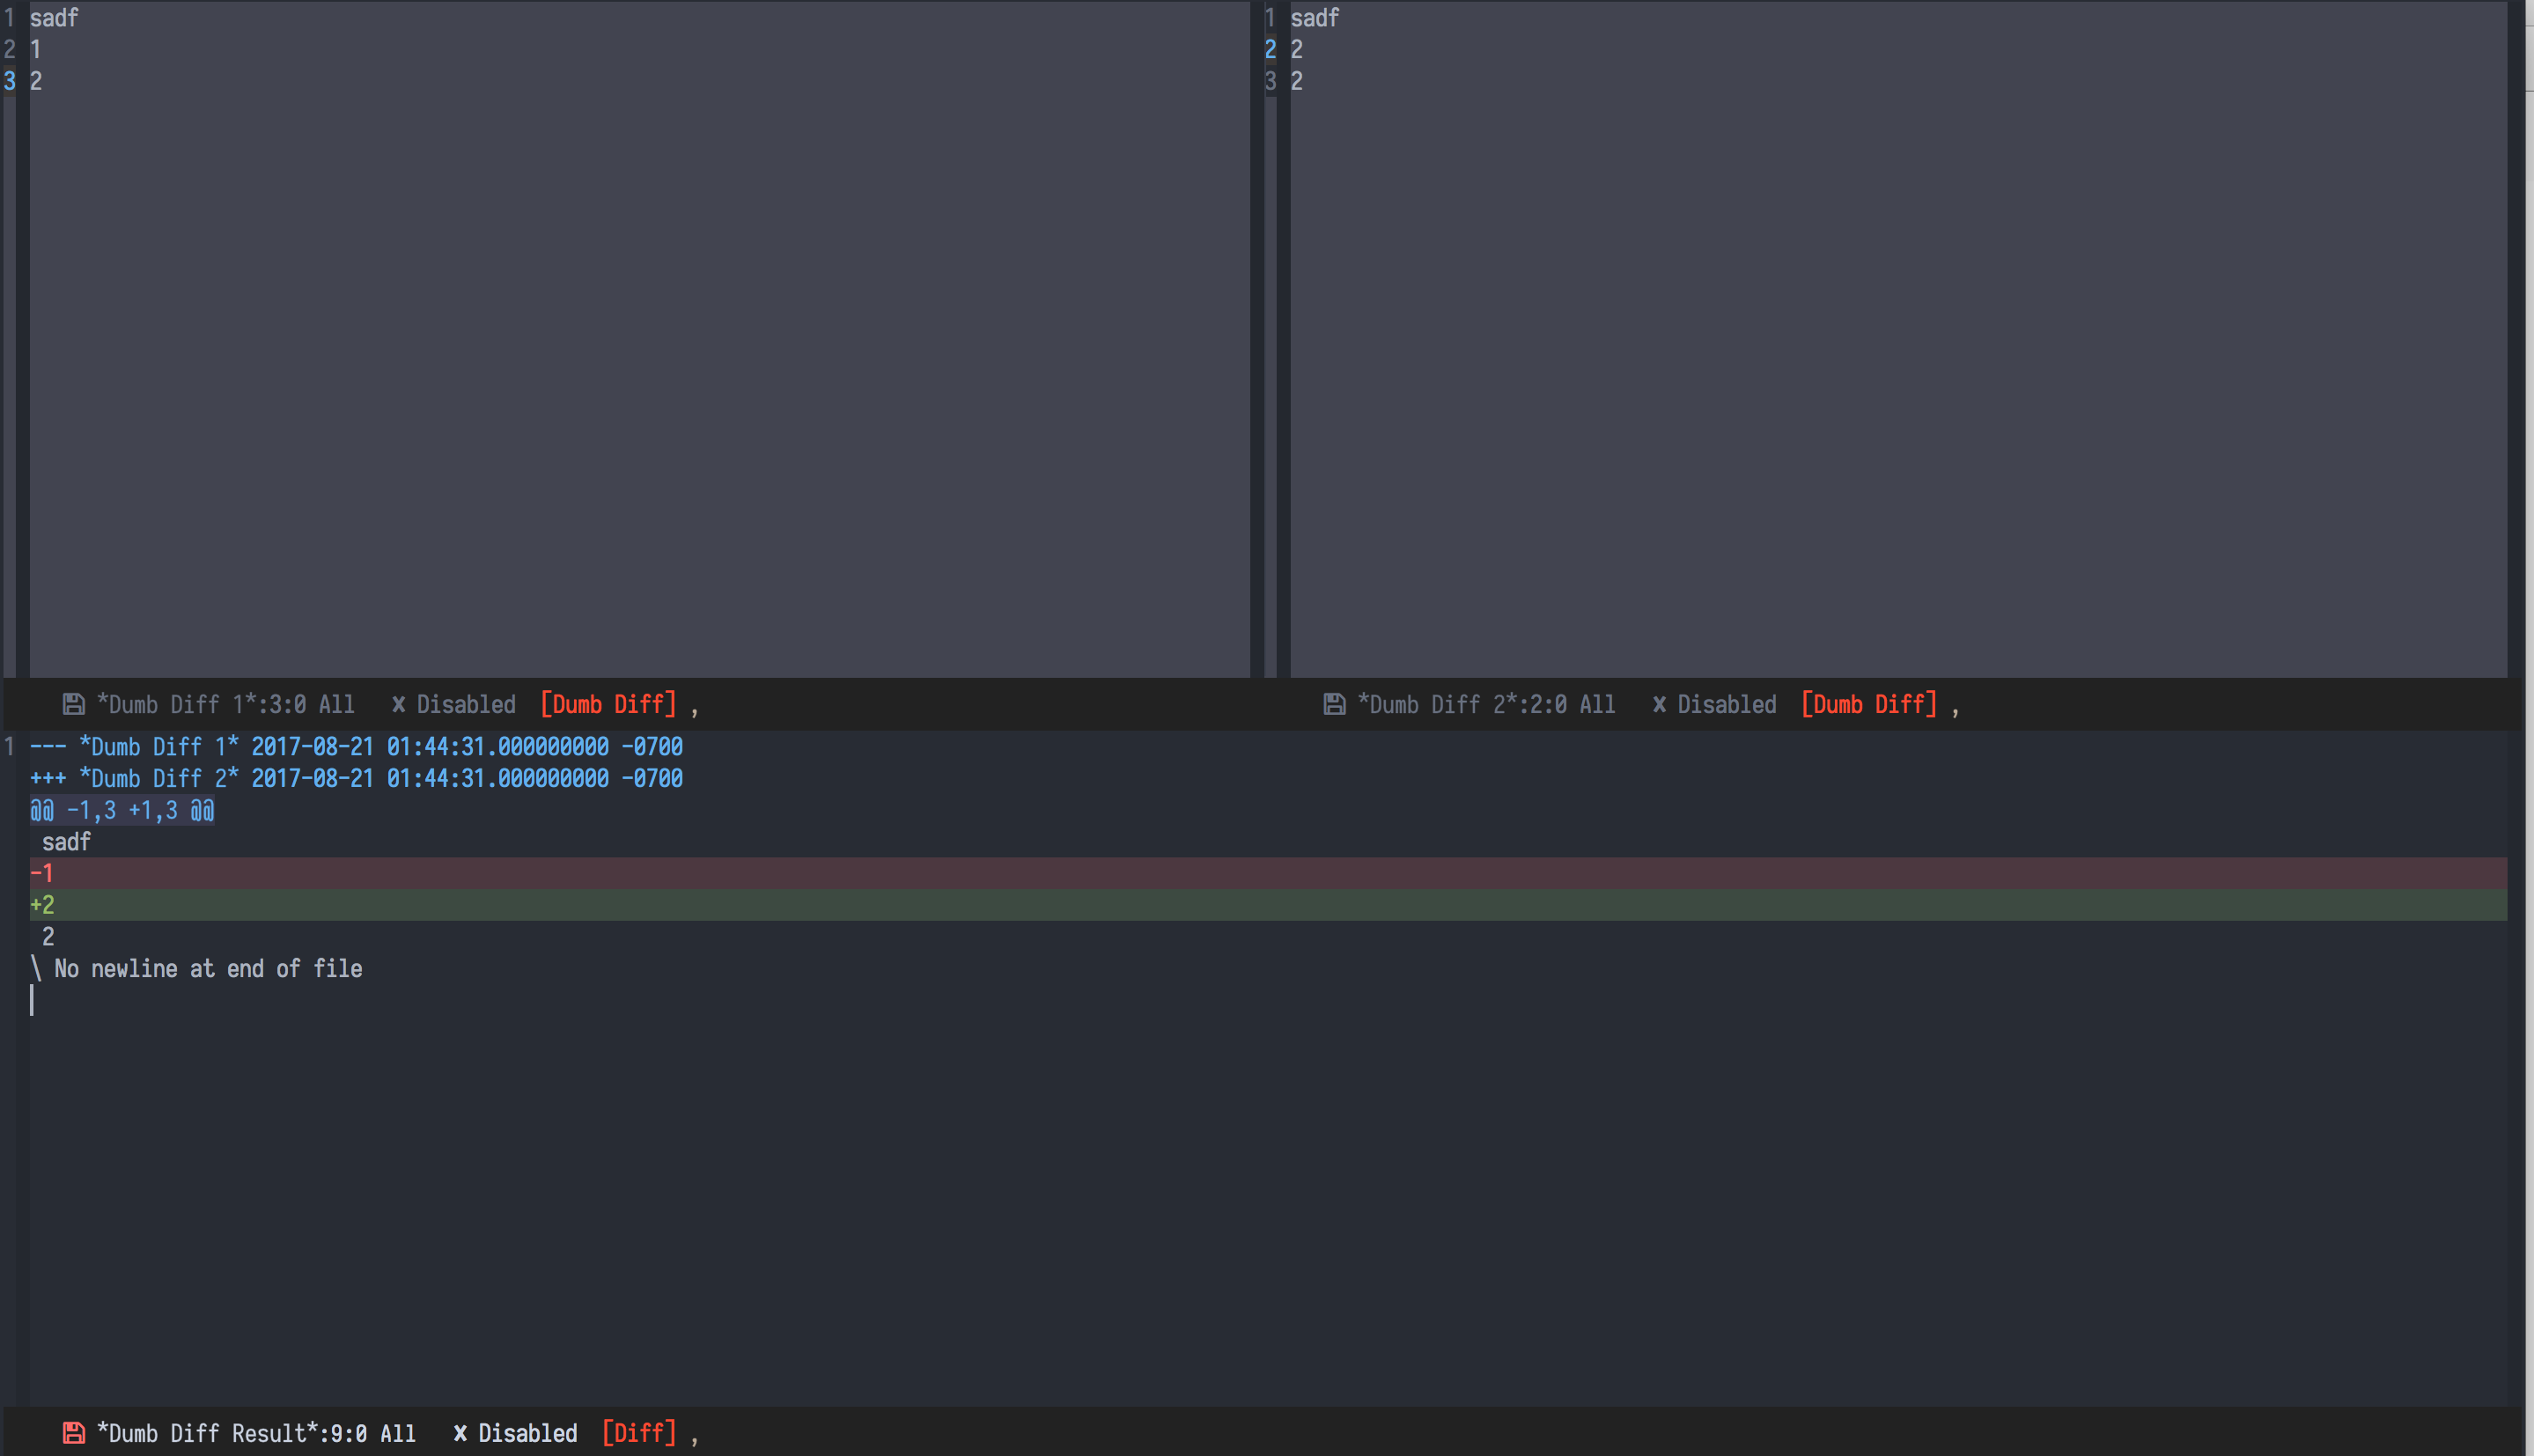 1 sadf
2 1
3 2
*Dumb Diff 1*:3:0 All x Disabled [Dumb Diff] ,
1 sadf
2 2
3 2
*Dumb Diff 2*:2:0 All x Disabled [Dumb Diff] ,
1 --- *Dumb Diff 1* 2017-08-21 01:44:31.000000000 -0700
+++ *Dumb Diff 2* 2017-08-21 01:44:31.000000000 -0700
@@ -1,3 +1,3 @@
sadf
-1
+2
2
\ No newline at end of file
*Dumb Diff Result*:9:0 All x Disabled [Diff] ,